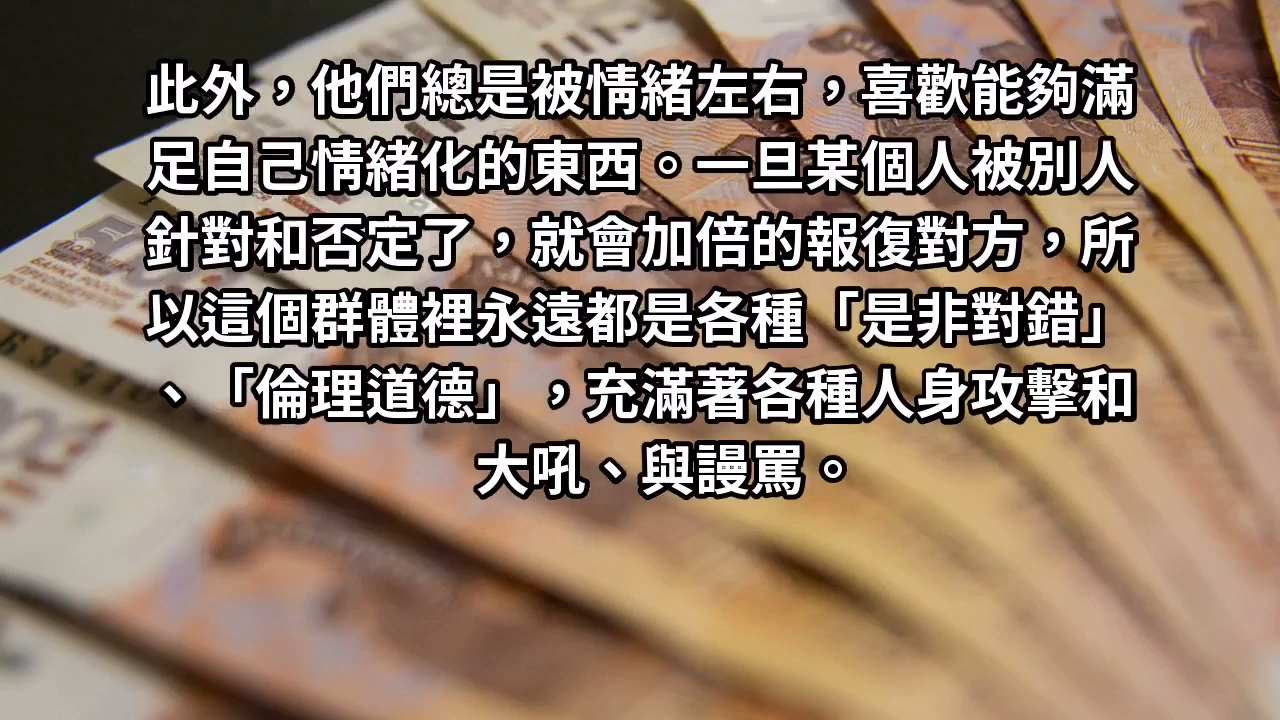 此外，他們總是被情緒左右，喜歡能夠滿
足自己情緒化的東西。一旦某個人被別人
針對和否定了，就會加倍的報復對方，所
以這個群體裡永遠都是各種「是非對錯」
、「倫理道德」，充滿著各種人身攻擊和
大吼、與謾罵。